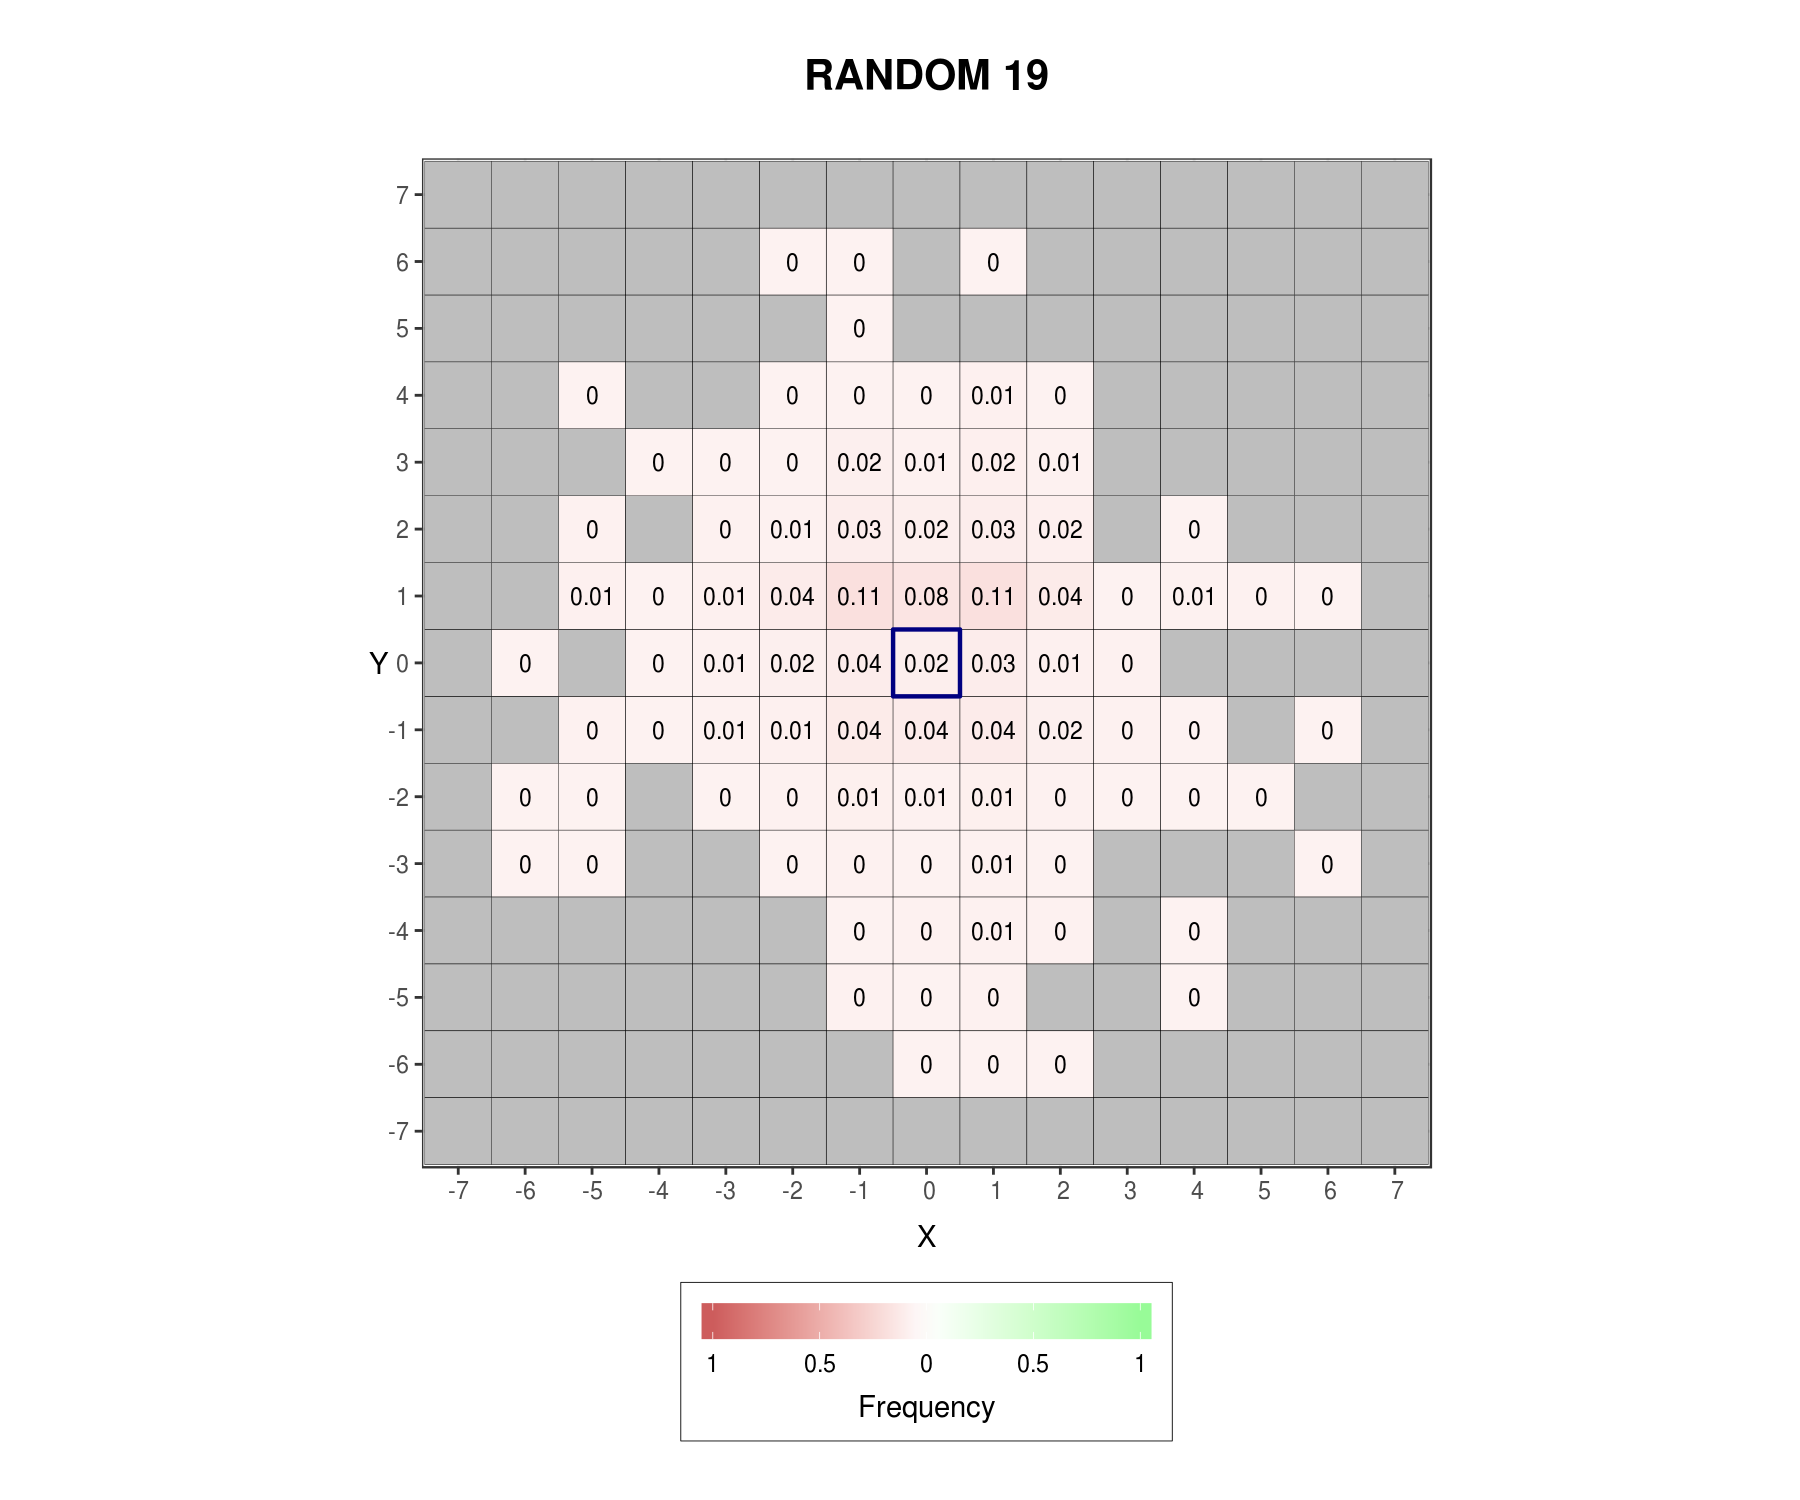 RANDOM 19
7
6 0 0 0
5 0
4 0 0 0 0 0.01 0
3 0 0 0 0.02 0.01 0.02 0.01
2 0 0 0.01 0.03 0.02 0.03 0.02 0
1 0.01 0 0.01 0.04 0.11 0.08 0.11 0.04 0 0.01 0 0
Y 0 0 0 0.01 0.02 0.04 0.02 0.03 0.01 0
-1 0 0 0.01 0.01 0.04 0.04 0.04 0.02 0 0 0
-2 0 0 0 0 0.01 0.01 0.01 0 0 0 0
-3 0 0 0 0 0 0.01 0 0
-4 0 0 0.01 0 0
-5 0 0 0 0
-6 0 0 0
-7
-7 -6 -5 -4 -3 -2 -1 0 1 2 3 4 5 6 7
X
1 0.5 0 0.5 1
Frequency